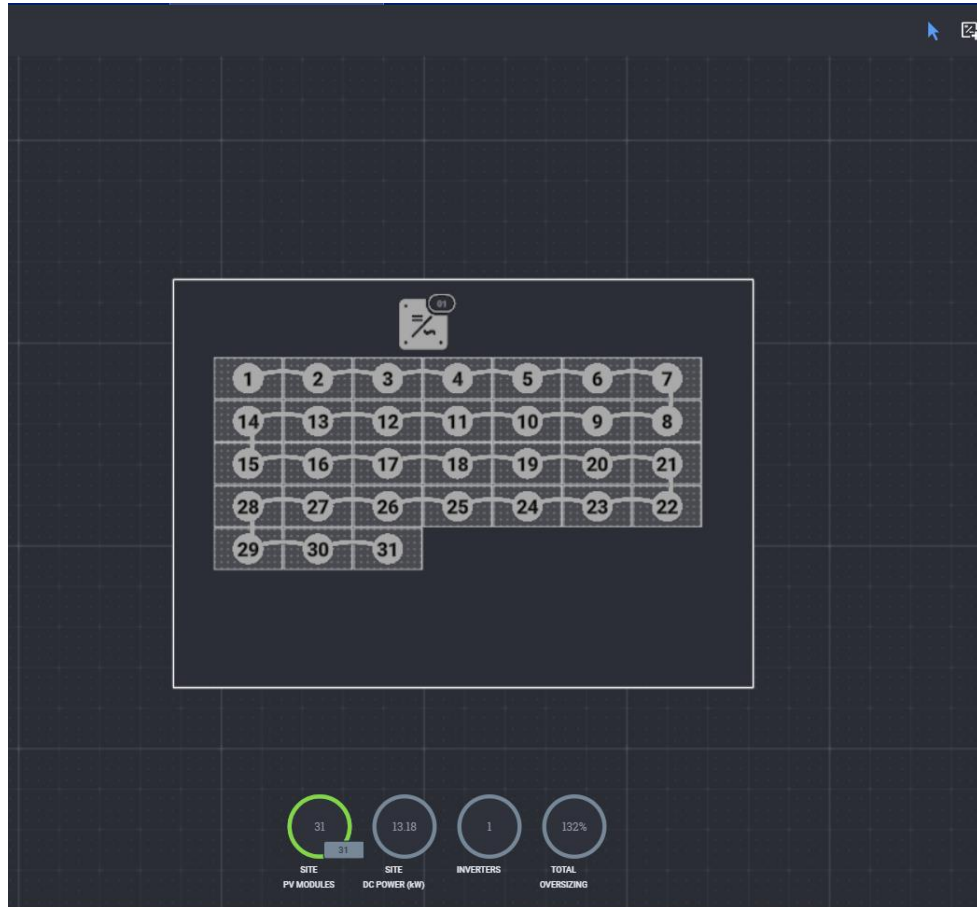 01
1 2 3 4 5 6 7
14 13 12 11 10 9 8
15 16 17 18 19 20 21
28 27 26 25 24 23 22
29 30 31
31 13.18 1 132%
31
SITE SITE INVERTERS TOTAL
PV MODULES DC POWER (kW) OVERSIZING